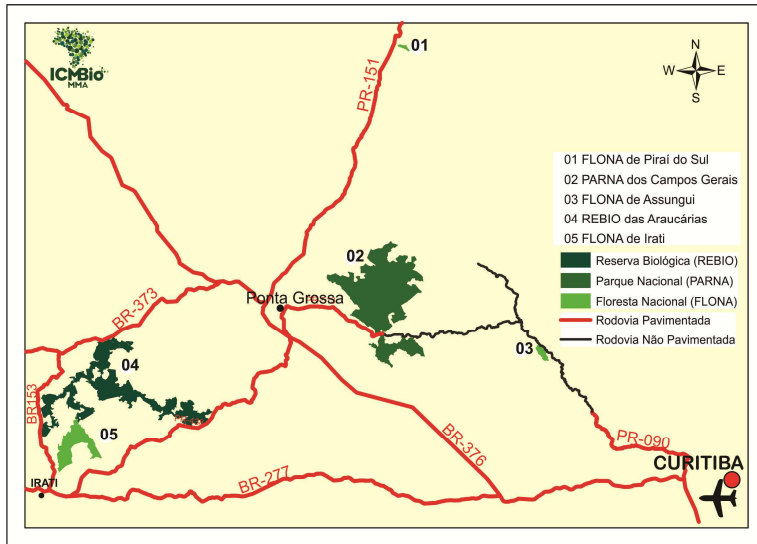 ICMBio
MMA
01
PR-151
N
W E
S
01 FLONA de Piraí do Sul
02 PARNA dos Campos Gerais
03 FLONA de Assungui
04 REBIO das Araucárias
05 FLONA de Irati
Reserva Biológica (REBIO)
Parque Nacional (PARNA)
Floresta Nacional (FLONA)
Rodovia Pavimentada
Rodovia Não Pavimentada
02
Ponta Grossa
BR-373
03
04
BR153
05
BR-376
PR-090
CURITIBA
BR-277
IRATI